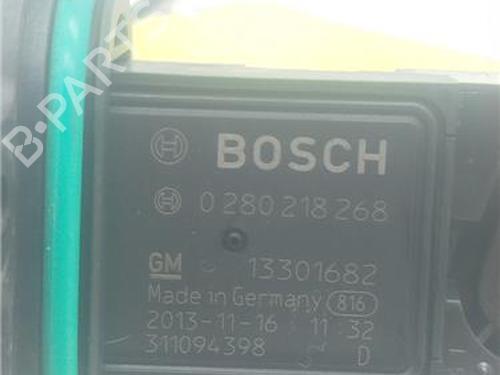 BOSCH
0 280 218 268
GM 13301682
Made in Germany 816
2013-11-16 11:32
311094398 D
B-PARTS